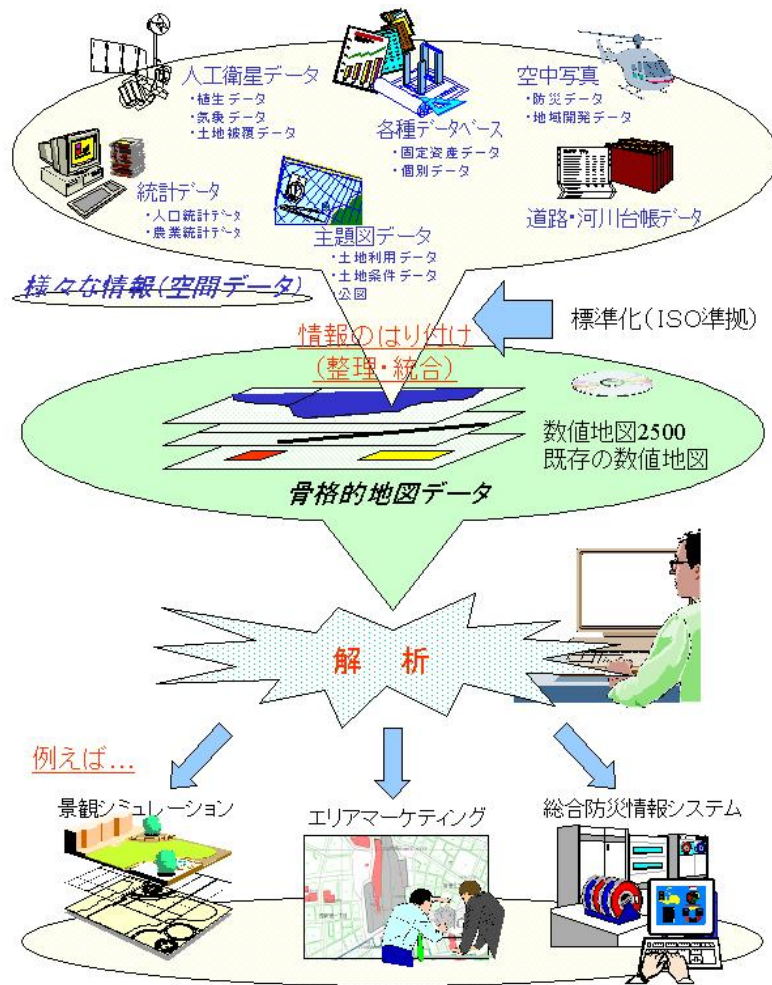 人工衛星データ
・植生データ
・気象データ
・土地被覆データ
各種データベース
・固定資産データ
・個別データ
空中写真
・防災データ
・地域開発データ
統計データ
・人口統計データ
・農業統計データ
主題図データ
・土地利用データ
・土地条件データ
・公図
道路・河川台帳データ
様々な情報(空間データ)
標準化(ISO準拠)
情報のはり付け
(整理・統合)
数値地図2500
既存の数値地図
骨格的地図データ
解 析
例えば…
景観シミュレーション
エリアマーケティング
総合防災情報システム